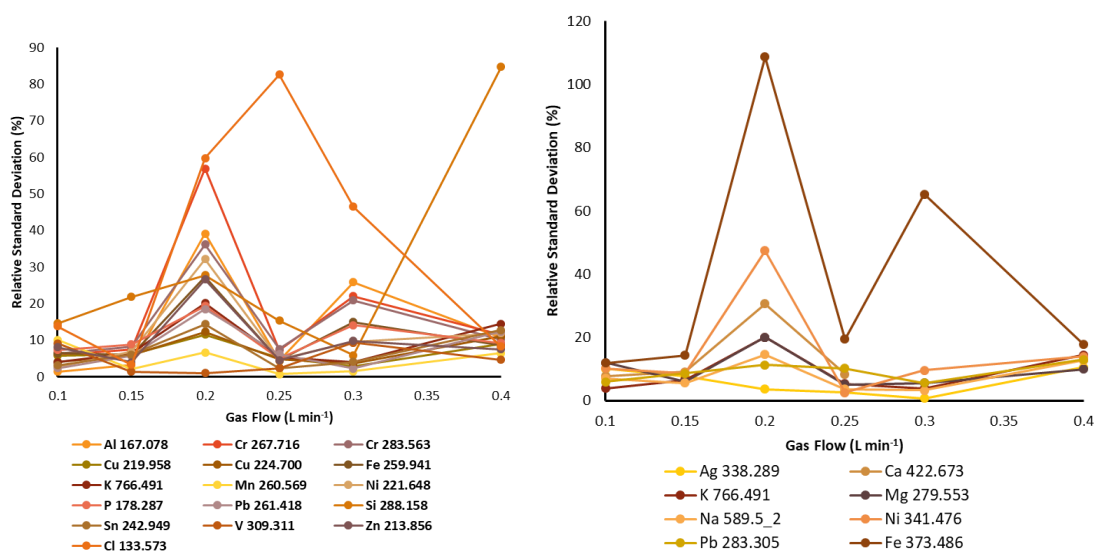 Relative Standard Deviation (%)
90
80
70
60
50
40
30
20
10
0
0.1 0.15 0.2 0.25 0.3 0.4
Gas Flow (L min⁻¹)
Al 167.078 Cr 267.716 Cr 283.563
Cu 219.958 Cu 224.700 Fe 259.941
K 766.491 Mn 260.569 Ni 221.648
P 178.287 Pb 261.418 Si 288.158
Sn 242.949 V 309.311 Zn 213.856
Cl 133.573
Relative Standard Deviation (%)
120
100
80
60
40
20
0
0.1 0.15 0.2 0.25 0.3 0.4
Gas Flow (L min⁻¹)
Ag 338.289 Ca 422.673
K 766.491 Mg 279.553
Na 589.5_2 Ni 341.476
Pb 283.305 Fe 373.486